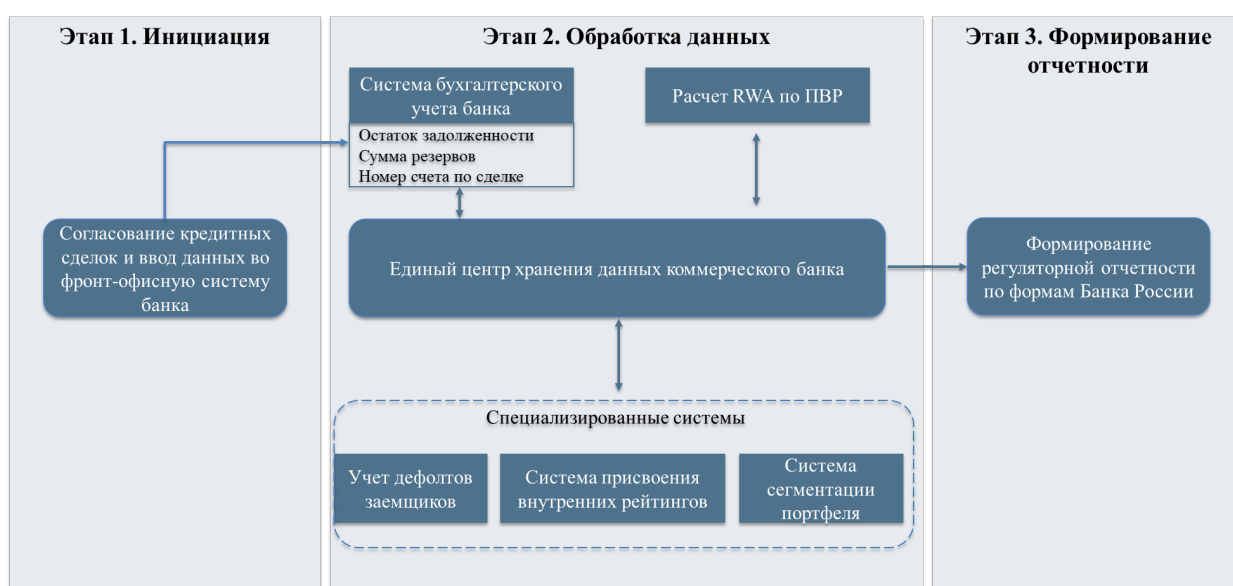 Этап 1. Инициация
Согласование кредитных
сделок и ввод данных во
фронт-офисную систему
банка
Этап 2. Обработка данных
Система бухгалтерского
учета банка
Остаток задолженности
Сумма резервов
Номер счета по сделке
Расчет RWA по ПВР
Единый центр хранения данных коммерческого банка
Специализированные системы
Учет дефолтов
заемщиков
Система присвоения
внутренних рейтингов
Система
сегментации
портфеля
Этап 3. Формирование
отчетности
Формирование
регуляторной отчетности
по формам Банка России